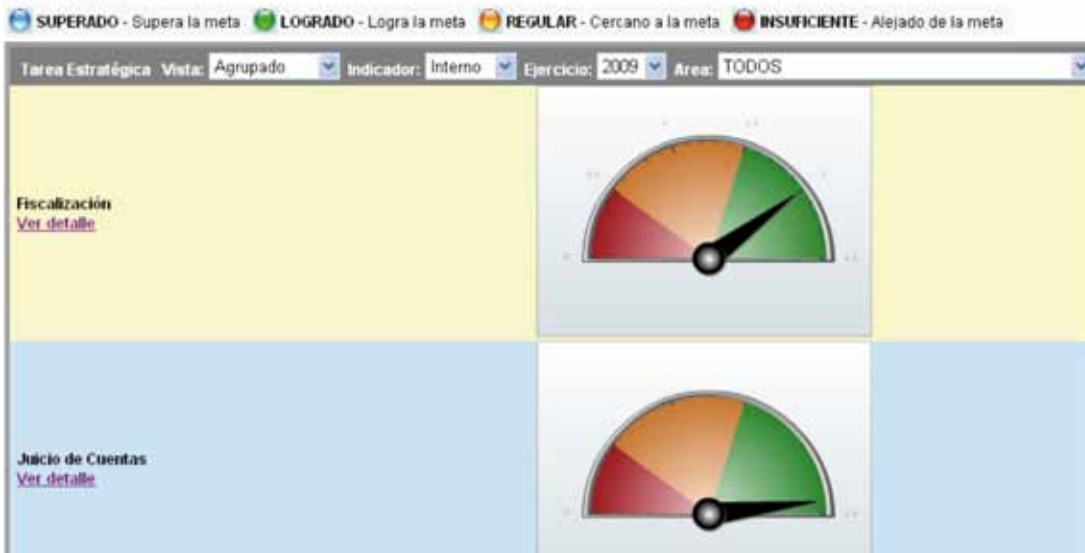 SUPERADO - Supera la meta LOGRADO - Logra la meta REGULAR - Cercano a la meta INSUFICIENTE - Alejado de la meta
Tarea Estratégica Vista: Agrupado Indicador: Interno Ejercicio: 2009 Area: TODOS
Fiscalización
Ver detalle
Juicio de Cuentas
Ver detalle